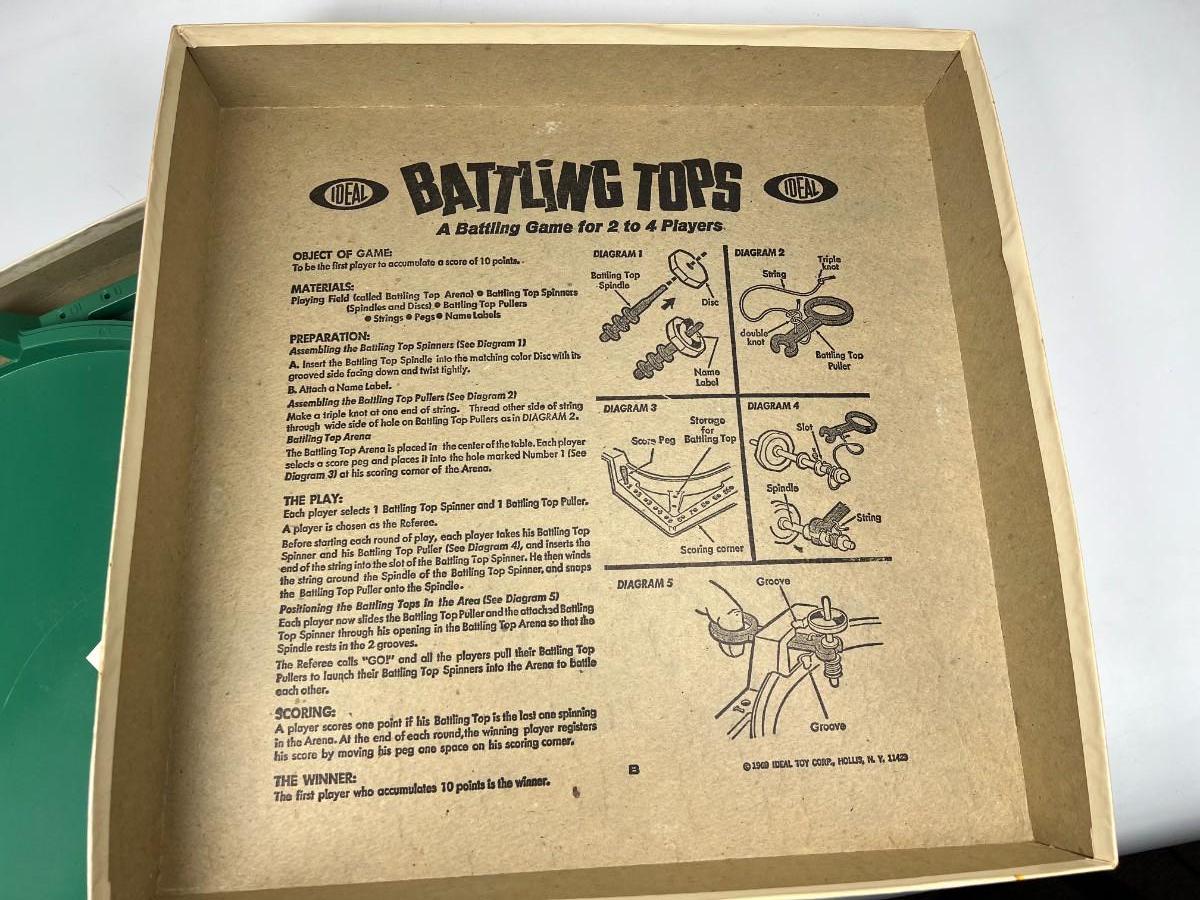 IDEAL BATTLING TOPS IDEAL
A Battling Game for 2 to 4 Players
OBJECT OF GAME:
To be the first player to accumulate a score of 10 points.
MATERIALS:
Playing Field (called Battling Top Arena) • Battling Top Spinners
(Spindles and Discs) • Battling Top Pullers
• Strings • Pegs • Name Labels
PREPARATION:
Assembling the Battling Top Spinners (See Diagram 1)
A. Insert the Battling Top Spindle into the matching color Disc with its
grooved side facing down and twist tightly.
B. Attach a Name Label.
Assembling the Battling Top Pullers (See Diagram 2)
Make a triple knot at one end of string. Thread other side of string
through wide side of hole on Battling Top Pullers as in DIAGRAM 2.
Battling Top Arena
The Battling Top Arena is placed in the center of the table. Each player
selects a score peg and places it into the hole marked Number 1 (See
Diagram 3) at his scoring corner of the Arena.
THE PLAY:
Each player selects 1 Battling Top Spinner and 1 Battling Top Puller.
A player is chosen as the Referee.
Before starting each round of play, each player takes his Battling Top
Spinner and his Battling Top Puller (See Diagram 4), and inserts the
end of the string into the slot of the Battling Top Spinner. He then winds
the string around the Spindle of the Battling Top Spinner, and snaps
the Battling Top Puller onto the Spindle.
Positioning the Battling Tops in the Area (See Diagram 5)
Each player now slides the Battling Top Puller and the attached Battling
Top Spinner through his opening in the Battling Top Arena so that the
Spindle rests in the 2 grooves.
The Referee calls "GO!" and all the players pull their Battling Top
Pullers to launch their Battling Top Spinners into the Arena to battle
each other.
SCORING:
A player scores one point if his Battling Top is the last one spinning
in the Arena. At the end of each round, the winning player registers
his score by moving his peg one space on his scoring corner.
THE WINNER:
The first player who accumulates 10 points is the winner.
DIAGRAM 1
Battling Top
Spindle
Disc
Name
Label
DIAGRAM 2
Triple
knot
String
double
knot
Battling Top
Puller
DIAGRAM 3
Storage
for
Battling Top
Score Peg
Scoring corner
DIAGRAM 4
Slot
Spindle
String
DIAGRAM 5
Groove
Groove
B
© 1969 IDEAL TOY CORP., HOLLIS, N. Y. 11423